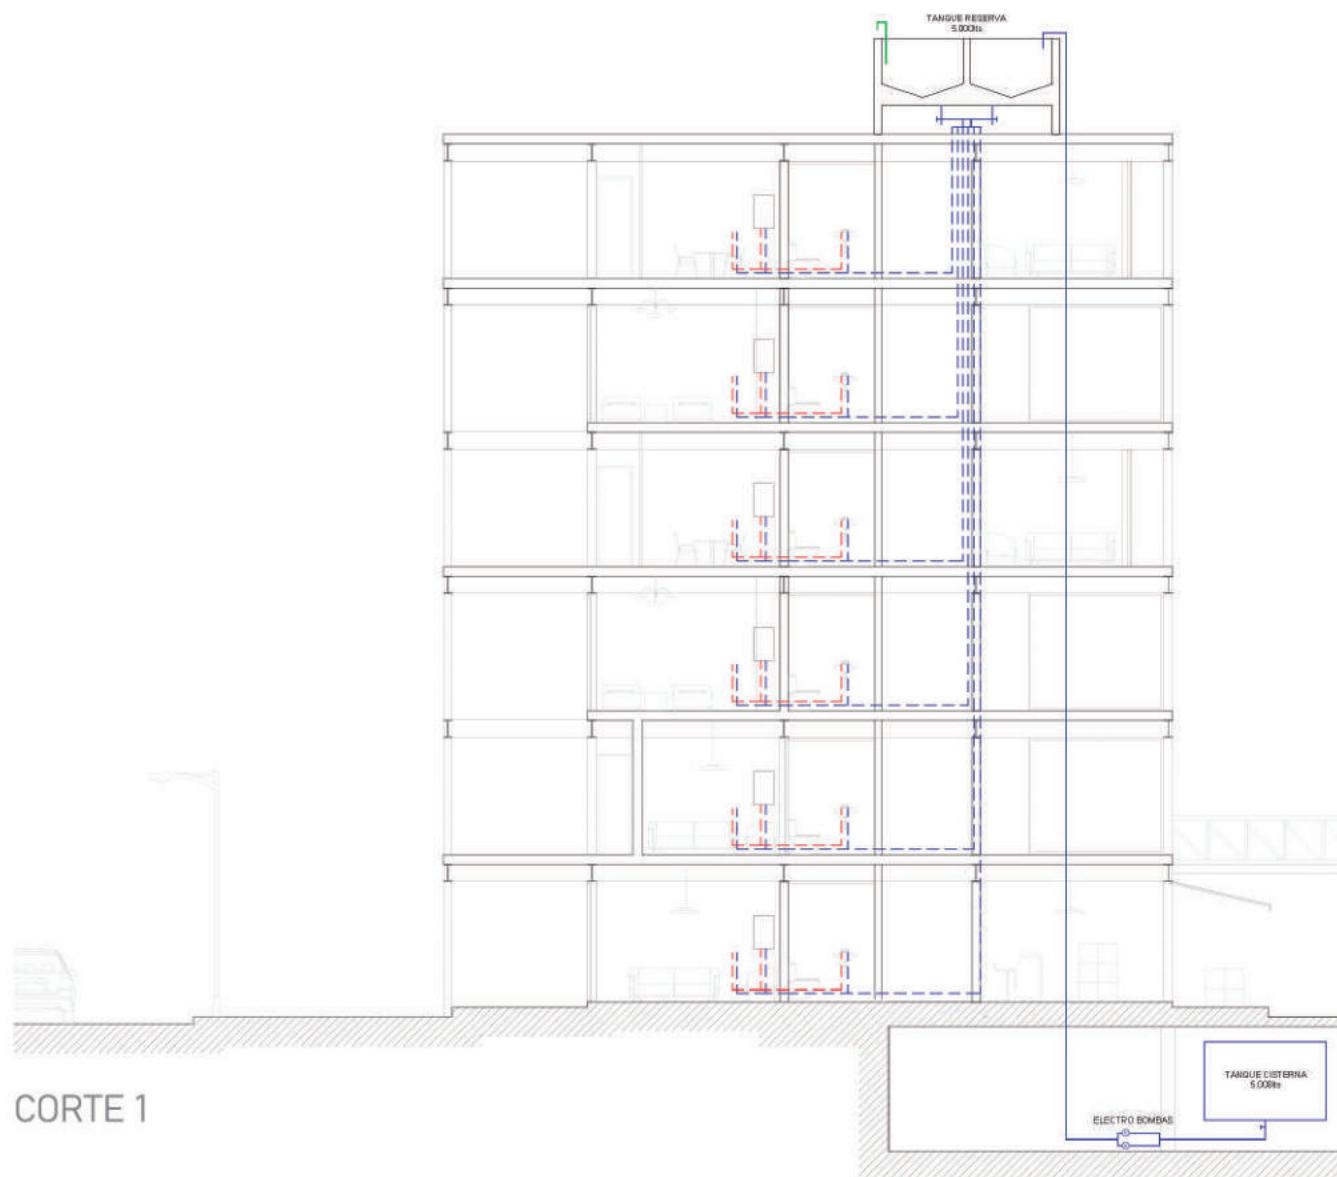 TANQUE RESERVA
5.000lts
TANQUE CISTERNA
5.000lts
ELECTRO BOMBAS
CORTE 1